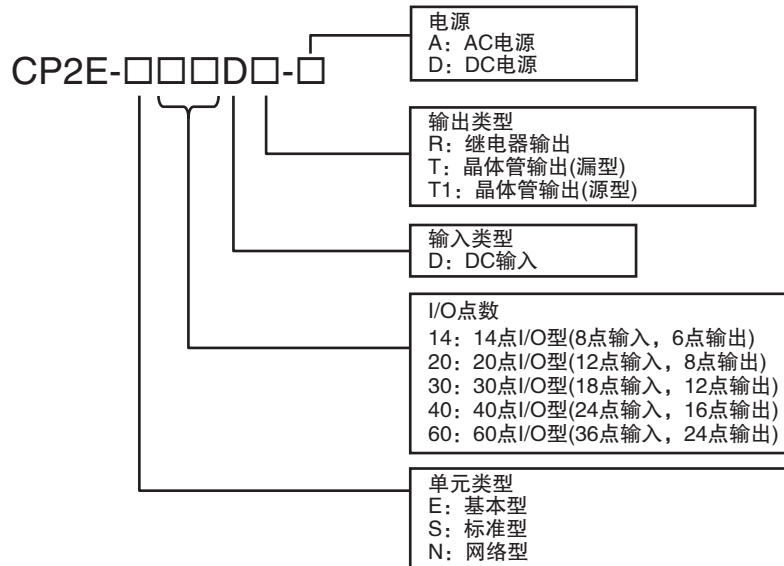 CP2E-□□□D□-□
电源
A：AC电源
D：DC电源
输出类型
R：继电器输出
T：晶体管输出(漏型)
T1：晶体管输出(源型)
输入类型
D：DC输入
I/O点数
14：14点I/O型(8点输入，6点输出)
20：20点I/O型(12点输入，8点输出)
30：30点I/O型(18点输入，12点输出)
40：40点I/O型(24点输入，16点输出)
60：60点I/O型(36点输入，24点输出)
单元类型
E：基本型
S：标准型
N：网络型